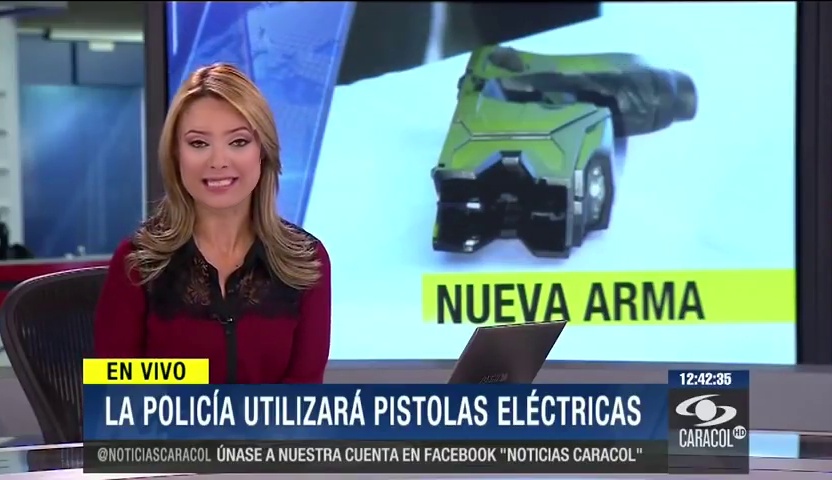 NUEVA ARMA
EN VIVO
LA POLICÍA UTILIZARÁ PISTOLAS ELÉCTRICAS
12:42:35
CARACOL HD
@NOTICIASCARACOL ÚNASE A NUESTRA CUENTA EN FACEBOOK "NOTICIAS CARACOL"